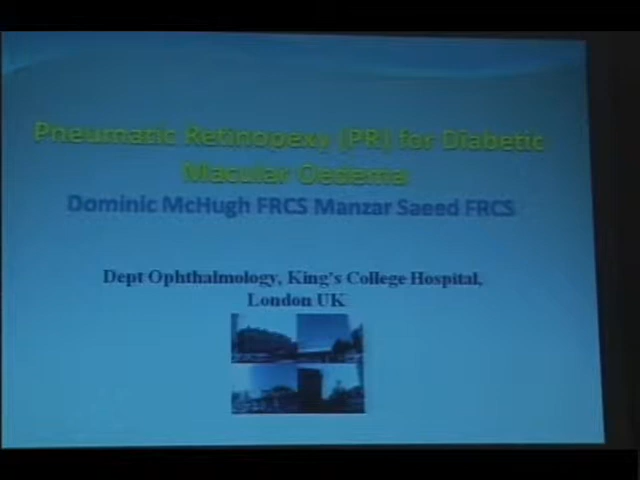 Pneumatic Retinopexy (PR) for Diabetic
Macular Oedema
Dominic McHugh FRCS Manzar Saeed FRCS
Dept Ophthalmology, King's College Hospital,
London UK